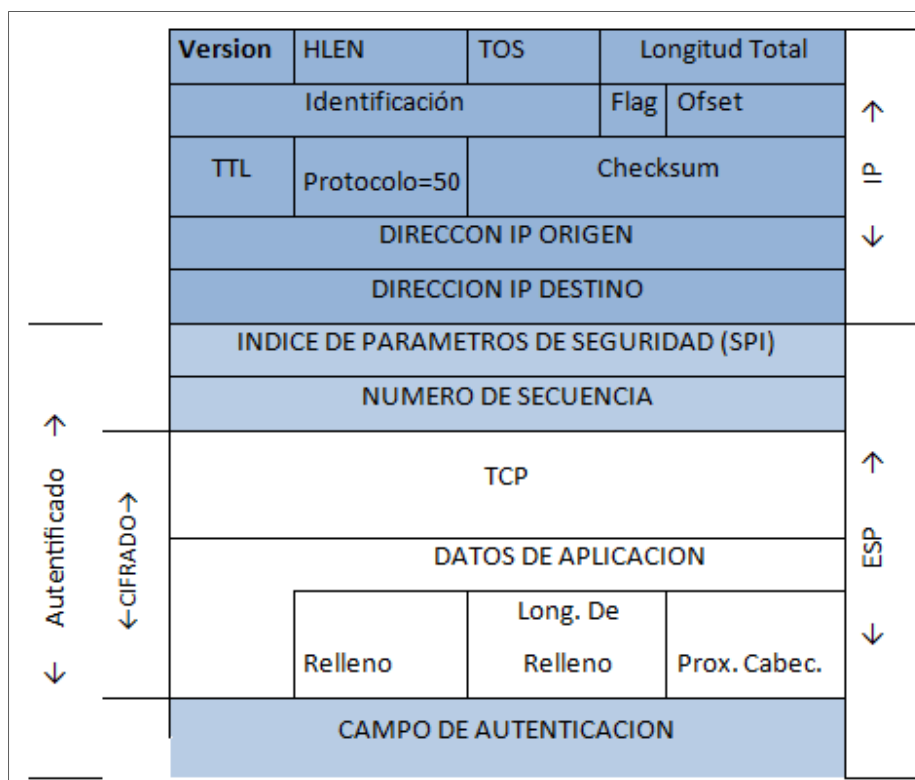 Version HLEN TOS Longitud Total
Identificación Flag Ofset
TTL Protocolo=50 Checksum
DIRECCON IP ORIGEN
DIRECCION IP DESTINO
↑ IP ↓
INDICE DE PARAMETROS DE SEGURIDAD (SPI)
NUMERO DE SECUENCIA
TCP
DATOS DE APLICACION
Relleno Long. De Relleno Prox. Cabec.
CAMPO DE AUTENTICACION
← Autentificado →
←CIFRADO→
← ESP →